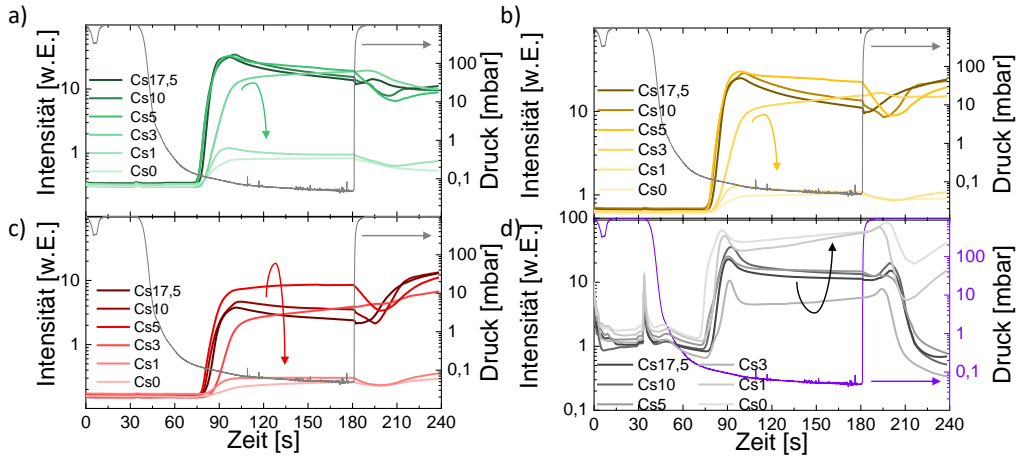 a)
Intensität [w.E.]
10
1
Cs17,5
Cs10
Cs5
Cs3
Cs1
Cs0
100
10
1
0,1
Druck [mbar]
b)
Intensität [w.E.]
10
1
Cs17,5
Cs10
Cs5
Cs3
Cs1
Cs0
100
10
1
0,1
Druck [mbar]
c)
Intensität [w.E.]
10
1
Cs17,5
Cs10
Cs5
Cs3
Cs1
Cs0
100
10
1
0,1
Druck [mbar]
0 30 60 90 120 150 180 210 240
Zeit [s]
d)
Intensität [w.E.]
100
10
1
0,1
Cs17,5 Cs3
Cs10 Cs1
Cs5 Cs0
100
10
1
0,1
Druck [mbar]
0 30 60 90 120 150 180 210 240
Zeit [s]